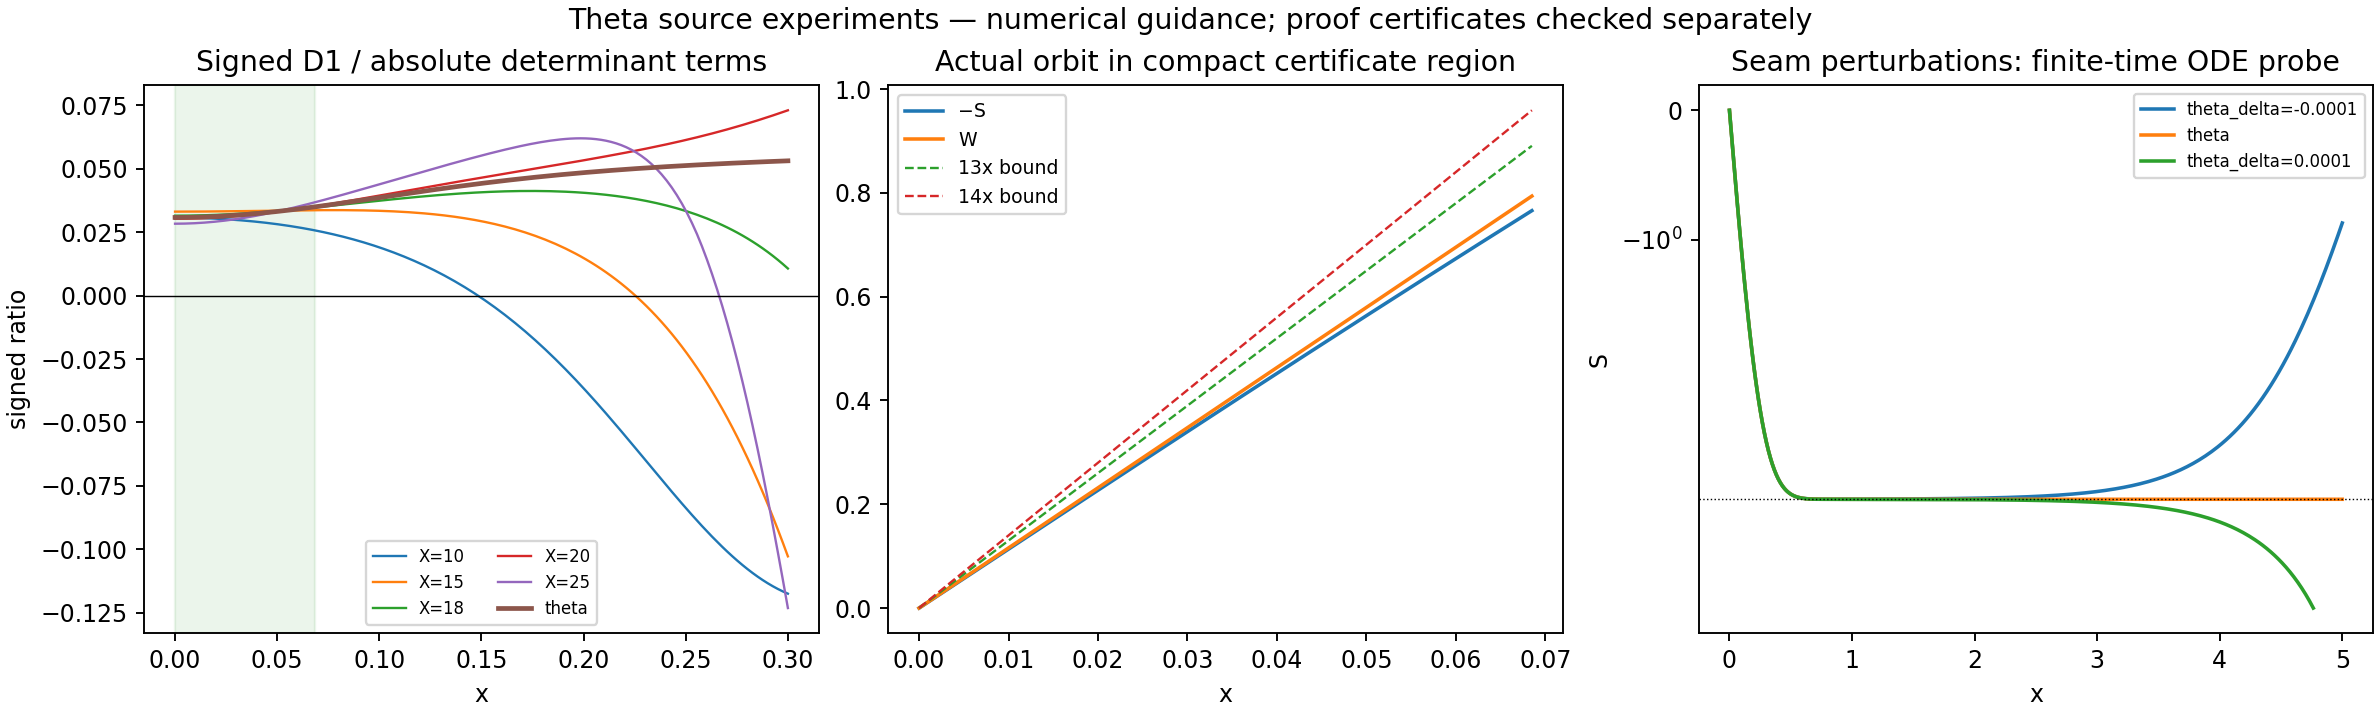 Theta source experiments — numerical guidance; proof certificates checked separately
Signed D1 / absolute determinant terms
signed ratio
0.075
0.050
0.025
0.000
−0.025
−0.050
−0.075
−0.100
−0.125
X=10
X=15
X=18
X=20
X=25
theta
0.00 0.05 0.10 0.15 0.20 0.25 0.30
x
Actual orbit in compact certificate region
1.0
0.8
0.6
0.4
0.2
0.0
−S
W
13x bound
14x bound
0.00 0.01 0.02 0.03 0.04 0.05 0.06 0.07
x
Seam perturbations: finite-time ODE probe
S
0
−10⁰
theta_delta=-0.0001
theta
theta_delta=0.0001
0 1 2 3 4 5
x